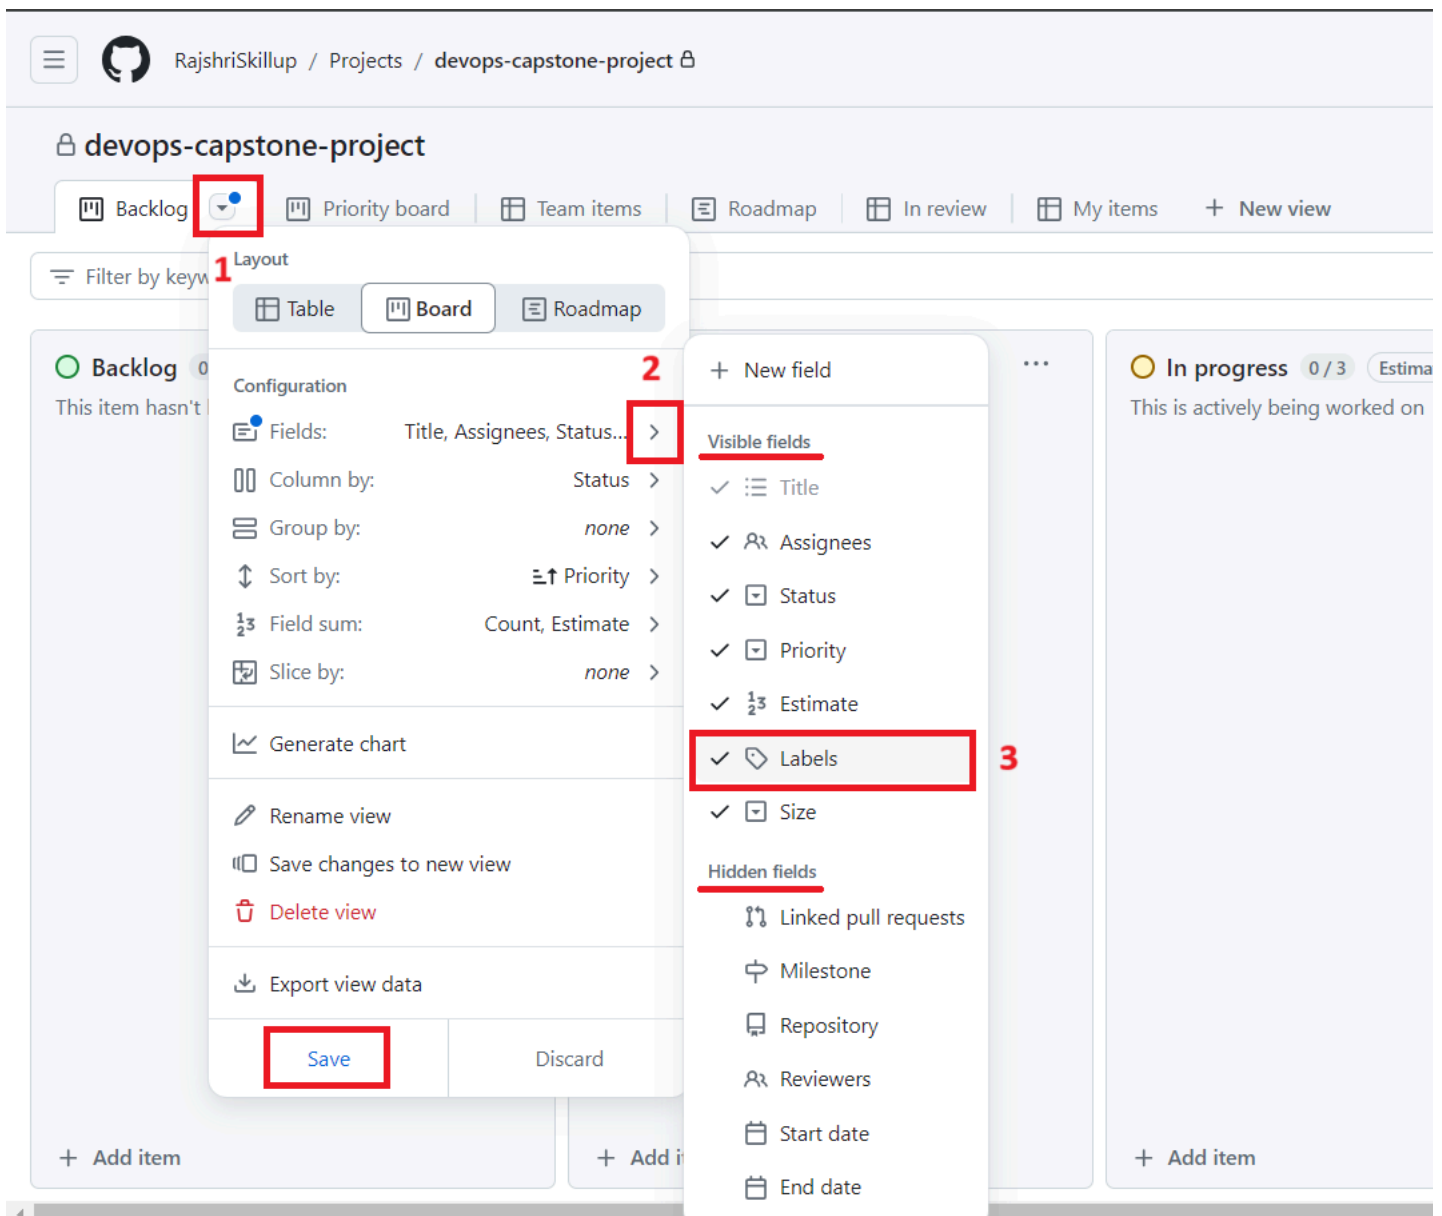 RajshriSkillup / Projects / devops-capstone-project
devops-capstone-project
Backlog
Priority board
Team items
Roadmap
In review
My items
+ New view
1
Layout
Filter by keyw
Table
Board
Roadmap
Backlog 0
This item hasn't
2
Configuration
Fields: Title, Assignees, Status...
Column by: Status
Group by: none
Sort by: Priority
Field sum: Count, Estimate
Slice by: none
Generate chart
Rename view
Save changes to new view
Delete view
Export view data
Save
Discard
+ New field
Visible fields
Title
Assignees
Status
Priority
Estimate
Labels
3
Size
Hidden fields
Linked pull requests
Milestone
Repository
Reviewers
Start date
End date
...
In progress 0 / 3 Estima
This is actively being worked on
+ Add item
+ Add i
+ Add item